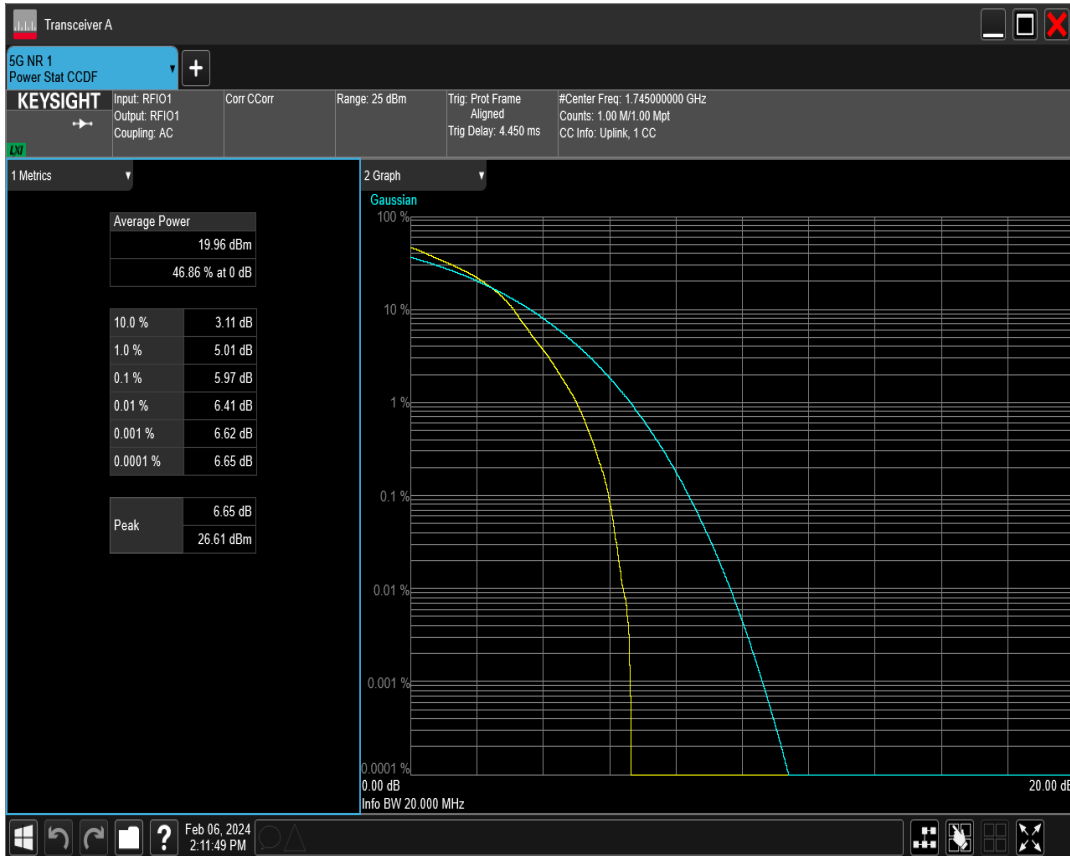 Transceiver A
5G NR 1
Power Stat CCDF
KEYSIGHT
LXI
Input: RFIO1
Output: RFIO1
Coupling: AC
Corr CCorr
Range: 25 dBm
Trig: Prot Frame
Aligned
Trig Delay: 4.450 ms
#Center Freq: 1.745000000 GHz
Counts: 1.00 M/1.00 Mpt
CC Info: Uplink, 1 CC
1 Metrics
Average Power
19.96 dBm
46.86 % at 0 dB
10.0 % 3.11 dB
1.0 % 5.01 dB
0.1 % 5.97 dB
0.01 % 6.41 dB
0.001 % 6.62 dB
0.0001 % 6.65 dB
Peak 6.65 dB
26.61 dBm
2 Graph
Gaussian
100 %
10 %
1 %
0.1 %
0.01 %
0.001 %
0.0001 %
0.00 dB 20.00 dB
Info BW 20.000 MHz
? Feb 06, 2024
2:11:49 PM